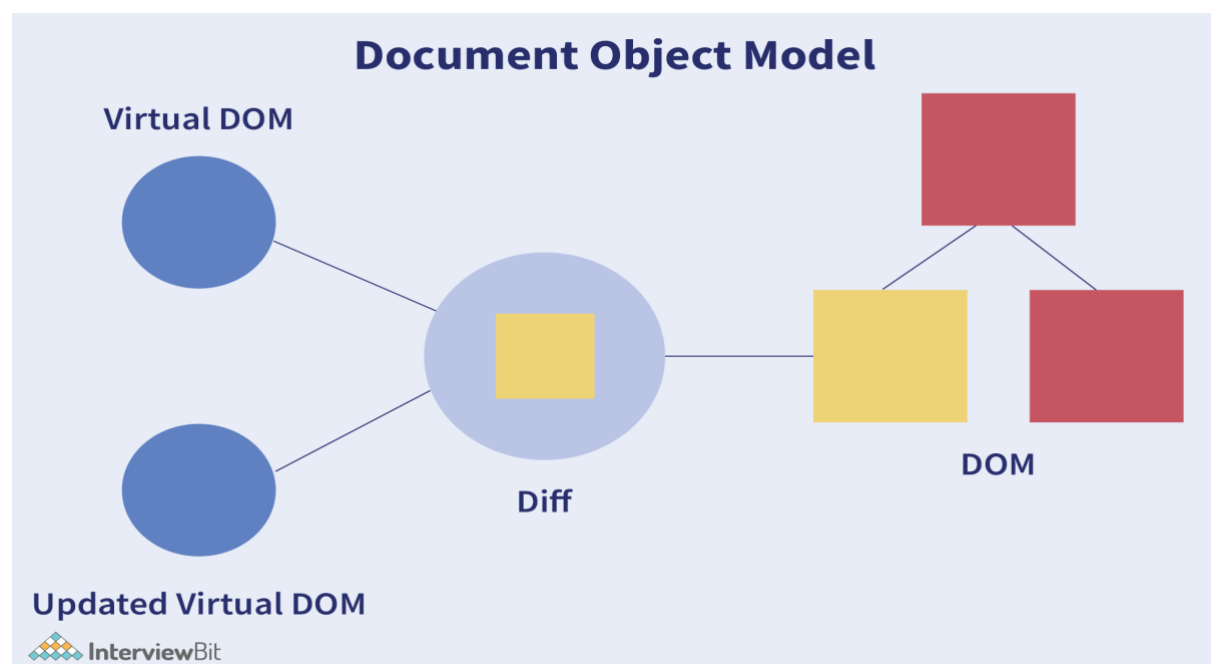 Document Object Model
Virtual DOM
Diff
DOM
Updated Virtual DOM
InterviewBit